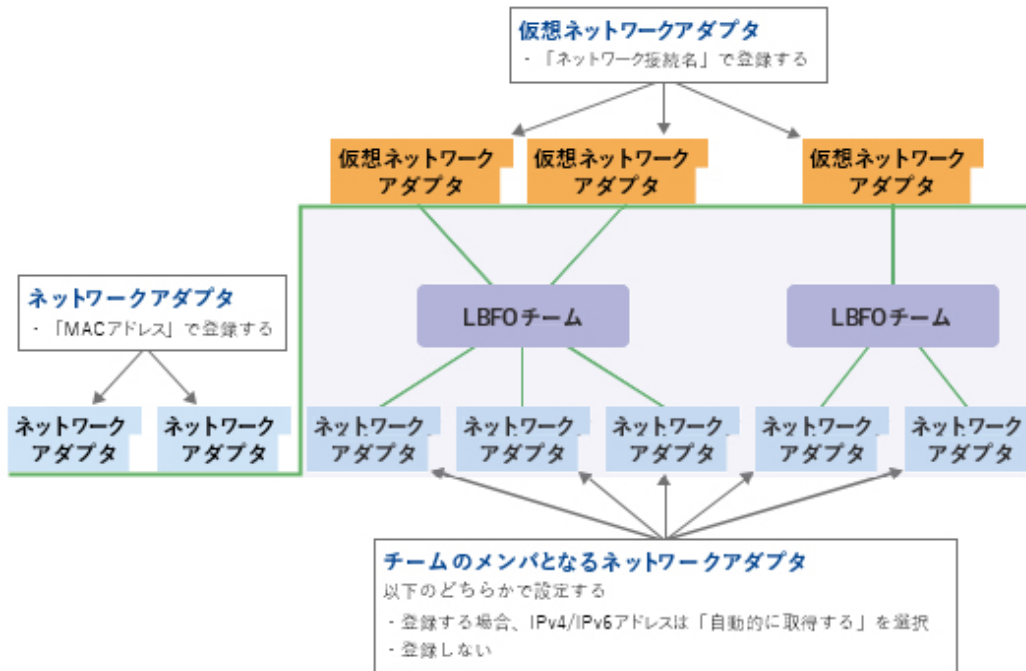 仮想ネットワークアダプタ
・「ネットワーク接続名」で登録する
仮想ネットワーク
アダプタ
仮想ネットワーク
アダプタ
仮想ネットワーク
アダプタ
ネットワークアダプタ
・「MACアドレス」で登録する
LBFOチーム
LBFOチーム
ネットワーク
アダプタ
ネットワーク
アダプタ
ネットワーク
アダプタ
ネットワーク
アダプタ
ネットワーク
アダプタ
ネットワーク
アダプタ
ネットワーク
アダプタ
チームのメンバとなるネットワークアダプタ
以下のどちらかで設定する
・登録する場合、IPv4/IPv6アドレスは「自動的に取得する」を選択
・登録しない